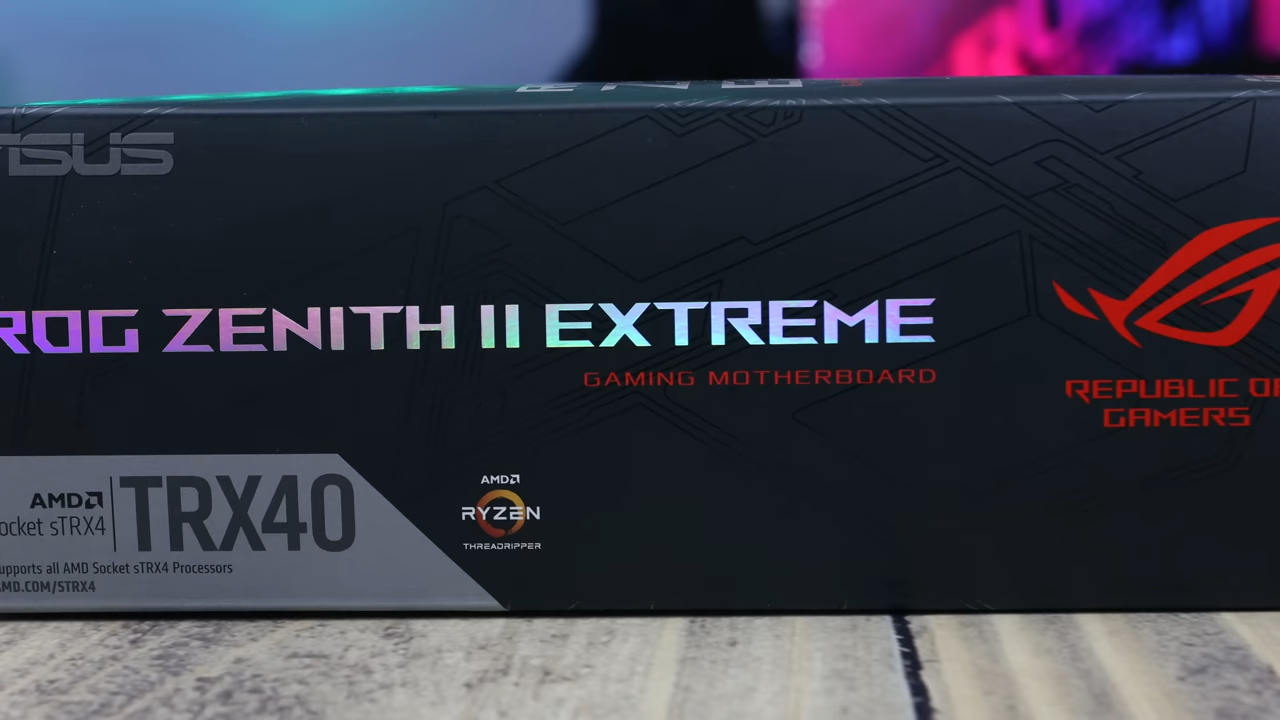 ASUS
ROG ZENITH II EXTREME
GAMING MOTHERBOARD
REPUBLIC OF
GAMERS
AMD
Socket sTRX4
TRX40
Supports all AMD Socket sTRX4 Processors
AMD.COM/STRX4
AMD
RYZEN
THREADRIPPER